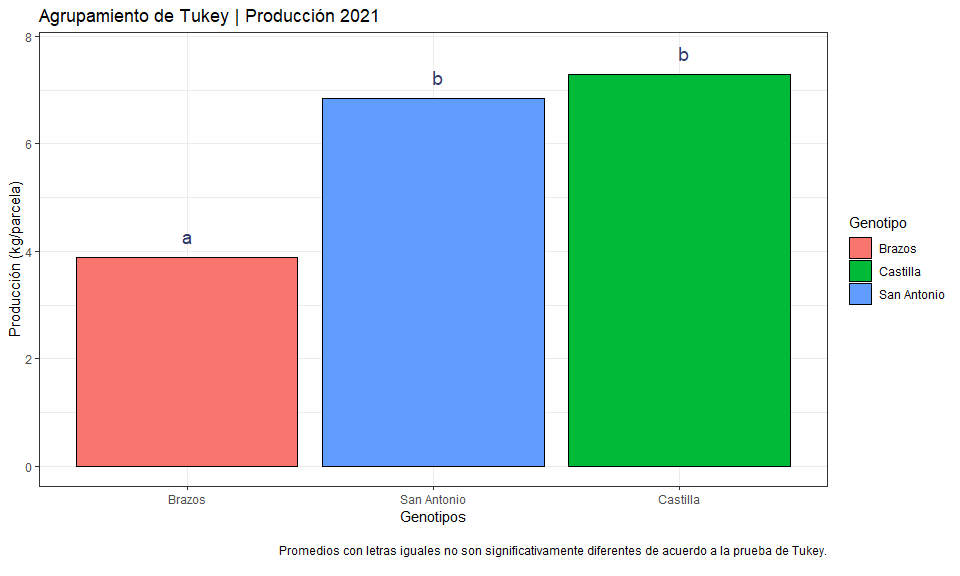 Agrupamiento de Tukey | Producción 2021
Producción (kg/parcela)
8
6
4
2
0
a
b
b
Brazos
San Antonio
Castilla
Genotipos
Genotipo
Brazos
Castilla
San Antonio
Promedios con letras iguales no son significativamente diferentes de acuerdo a la prueba de Tukey.